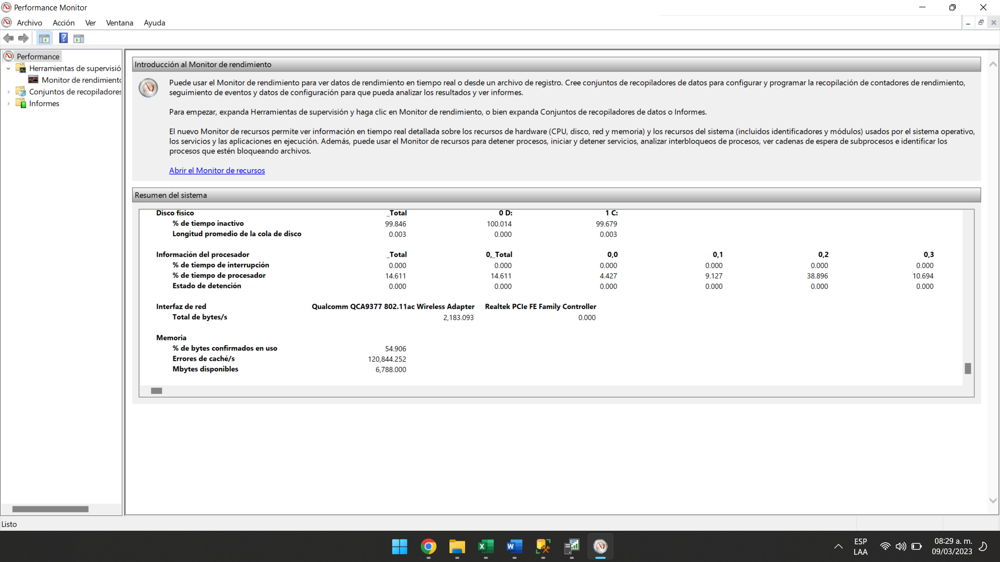 Performance Monitor
Archivo Acción Ver Ventana Ayuda
Performance
Herramientas de supervisió
Monitor de rendimiento
Conjuntos de recopiladores
Informes
Introducción al Monitor de rendimiento
Puede usar el Monitor de rendimiento para ver datos de rendimiento en tiempo real o desde un archivo de registro. Cree conjuntos de recopiladores de datos para configurar y programar la recopilación de contadores de rendimiento,
seguimiento de eventos y datos de configuración para que pueda analizar los resultados y ver informes.
Para empezar, expanda Herramientas de supervisión y haga clic en Monitor de rendimiento, o bien expanda Conjuntos de recopiladores de datos o Informes.
El nuevo Monitor de recursos permite ver información en tiempo real detallada sobre los recursos de hardware (CPU, disco, red y memoria) y los recursos del sistema (incluidos identificadores y módulos) usados por el sistema operativo,
los servicios y las aplicaciones en ejecución. Además, puede usar el Monitor de recursos para detener procesos, iniciar y detener servicios, analizar interbloqueos de procesos, ver cadenas de espera de subprocesos e identificar los
procesos que estén bloqueando archivos.
Abrir el Monitor de recursos
Resumen del sistema
Disco físico _Total 0 D: 1 C:
% de tiempo inactivo 99.846 100.014 99.679
Longitud promedio de la cola de disco 0.003 0.000 0.003
Información del procesador _Total 0,_Total 0,0 0,1 0,2 0,3
% de tiempo de interrupción 0.000 0.000 0.000 0.000 0.000 0.000
% de tiempo de procesador 14.611 14.611 4.427 9.127 38.896 10.694
Estado de detención 0.000 0.000 0.000 0.000 0.000 0.000
Interfaz de red Qualcomm QCA9377 802.11ac Wireless Adapter Realtek PCIe FE Family Controller
Total de bytes/s 2,183.093 0.000
Memoria
% de bytes confirmados en uso 54.906
Errores de caché/s 120,844.252
Mbytes disponibles 6,788.000
Listo
ESP
LAA
08:29 a. m.
09/03/2023